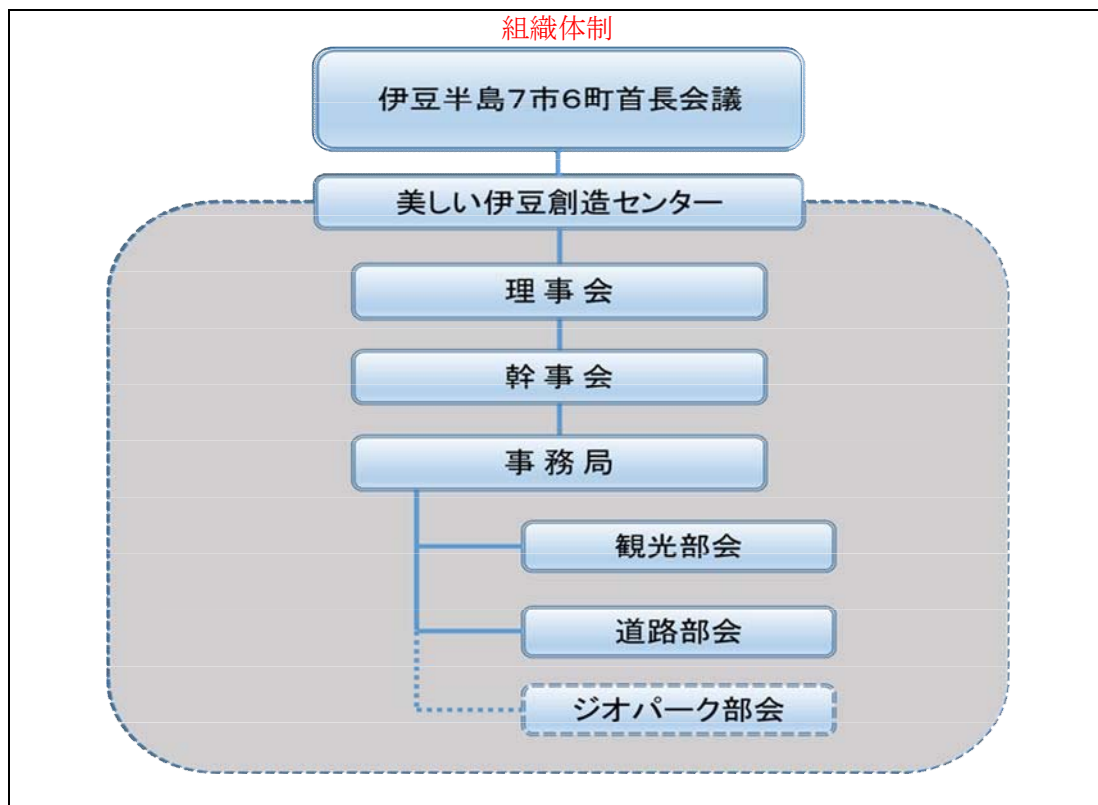 組織体制
伊豆半島7市6町首長会議
美しい伊豆創造センター
理事会
幹事会
事務局
観光部会
道路部会
ジオパーク部会